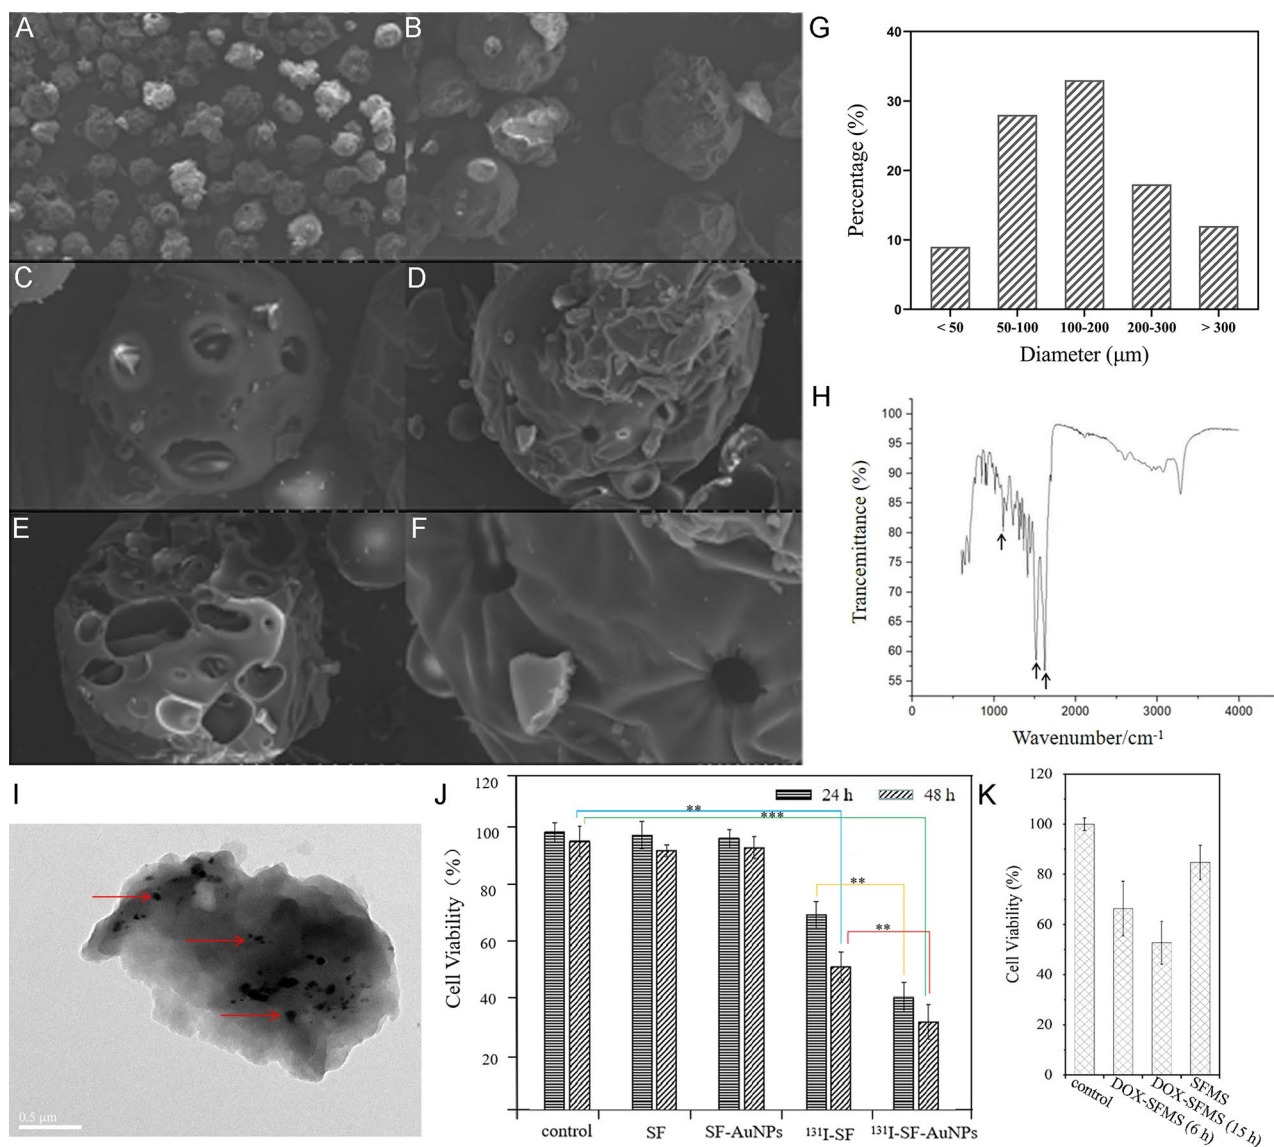 A
B
C
D
E
F
G
40
30
20
10
0
Percentage (%)
< 50
50-100
100-200
200-300
> 300
Diameter (μm)
H
100
95
90
85
80
75
70
65
60
55
Trancemittance (%)
0
1000
2000
3000
4000
Wavenumber/cm-1
I
0.5 μm
J
120
100
80
60
40
20
Cell Viability (%)
24 h
48 h
**
***
**
**
control
SF
SF-AuNPs
131I-SF
131I-SF-AuNPs
K
120
100
80
60
40
20
0
Cell Viability (%)
control
DOX-SFMS (6 h)
DOX-SFMS (15 h)
SFMS